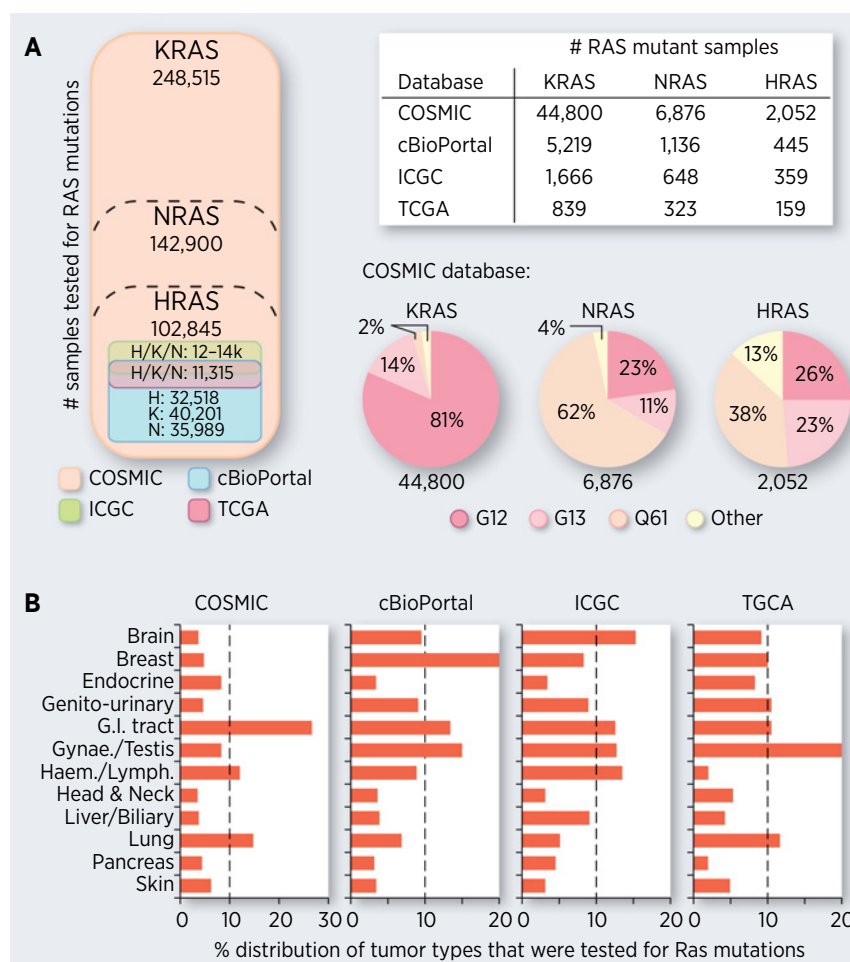 A
# samples tested for RAS mutations
KRAS
248,515
NRAS
142,900
HRAS
102,845
H/K/N: 12–14k
H/K/N: 11,315
H: 32,518
K: 40,201
N: 35,989
COSMIC
cBioPortal
ICGC
TCGA
# RAS mutant samples
Database KRAS NRAS HRAS
COSMIC 44,800 6,876 2,052
cBioPortal 5,219 1,136 445
ICGC 1,666 648 359
TCGA 839 323 159
COSMIC database:
KRAS
2%
14%
81%
44,800
NRAS
4%
23%
11%
62%
6,876
HRAS
13%
26%
23%
38%
2,052
G12 G13 Q61 Other
B
COSMIC cBioPortal ICGC TGCA
Brain
Breast
Endocrine
Genito-urinary
G.I. tract
Gynae./Testis
Haem./Lymph.
Head & Neck
Liver/Biliary
Lung
Pancreas
Skin
0 10 20 30 0 10 20 0 10 20 0 10 20
% distribution of tumor types that were tested for Ras mutations